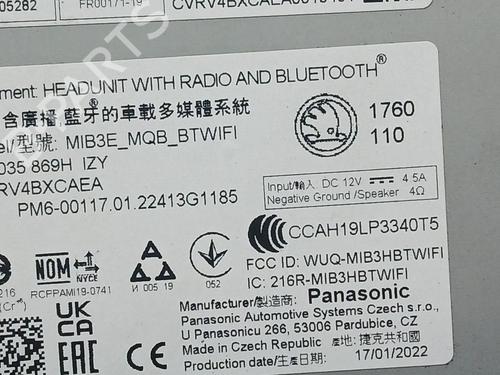 05282
FR00171-19
CVRV4BXCAEA
ment: HEADUNIT WITH RADIO AND BLUETOOTH®
含廣播 藍牙®的車載多媒體系統
el/型號: MIB3E_MQB_BTWIFI
035 869H IZY
RV4BXCAEA
PM6-00117.01.22413G1185
1760
110
Input/輸入 DC 12V 4.5A
Negative Ground /Speaker 4Ω
CCAH19LP3340T5
FCC ID: WUQ-MIB3HBTWIFI
IC: 216R-MIB3HBTWIFI
NOM
NYCE
216
RCPPAMI19-0741
И 005 19
052
(Cr⁶⁺)
UK
CA
EAC
Manufacturer/製造商: Panasonic
Panasonic Automotive Systems Czech s.r.o.
U Panasonicu 266, 53006 Pardubice, CZ
Made in Czech Republic 產地: 捷克共和國
Production date/生產日期: 17/01/2022